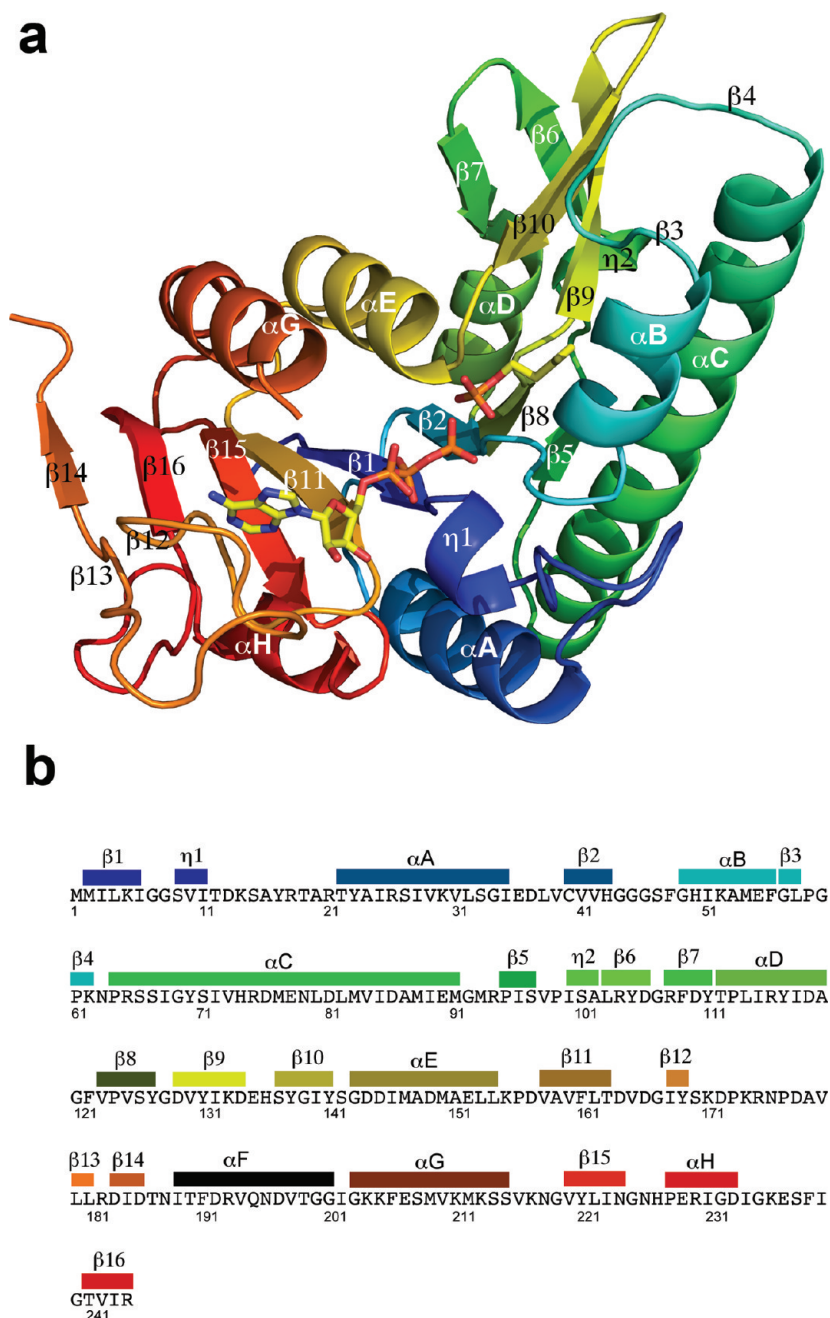 a
β4
β6
β7
β10
β3
η2
αE
αD
β9
αG
αB
αC
β2
β8
β14
β16
β15
β11
β1
β5
β12
η1
β13
αH
αA
b
β1 η1 αA β2 αB β3
MMILKIGGSVITDKSAYRTARTYAIRSIVKVLSGIEDLVCVVHGGGSFGHIKAMEFGLPG
1 11 21 31 41 51
β4 αC β5 η2 β6 β7 αD
PKNPRSSIGYSIVHRDMENLDLMVIDAMIEMGMRPISVPISALRYDGRFDYTPLIRYIDA
61 71 81 91 101 111
β8 β9 β10 αE β11 β12
GFVPVSYGDVYIKDEHSYGIYSGDDIMADMAELLKPDVAVFLTDVDGIYSKDPKRNPDAV
121 131 141 151 161 171
β13 β14 αF αG β15 αH
LLRDIDTNITFDRVQNDVTGGIGKKFESMVKMKSSVKNGVYLINGNHPERIGDIGKESFI
181 191 201 211 221 231
β16
GTVIR
241